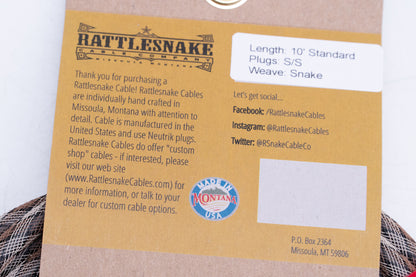 RATTLESNAKE
CABLE COMPANY
Thank you for purchasing a
Rattlesnake Cable! Rattlesnake Cables
are individually hand crafted in
Missoula, Montana with attention to
detail. Cable is manufactured in the
United States and use Neutrik plugs.
Rattlesnake Cables do offer "custom
shop" cables - if interested, please
visit our web site
(www.RattlesnakeCables.com) for
more information, or talk to your
dealer for custom cable options.
MADE IN
MONTANA
USA
Length: 10' Standard
Plugs: S/S
Weave: Snake
Let's get social....
Facebook: /RattlesnakeCables
Instagram: @RattlesnakeCables
Twitter: @RSnakeCableCo
P.O. Box 2364
Missoula, MT 59806